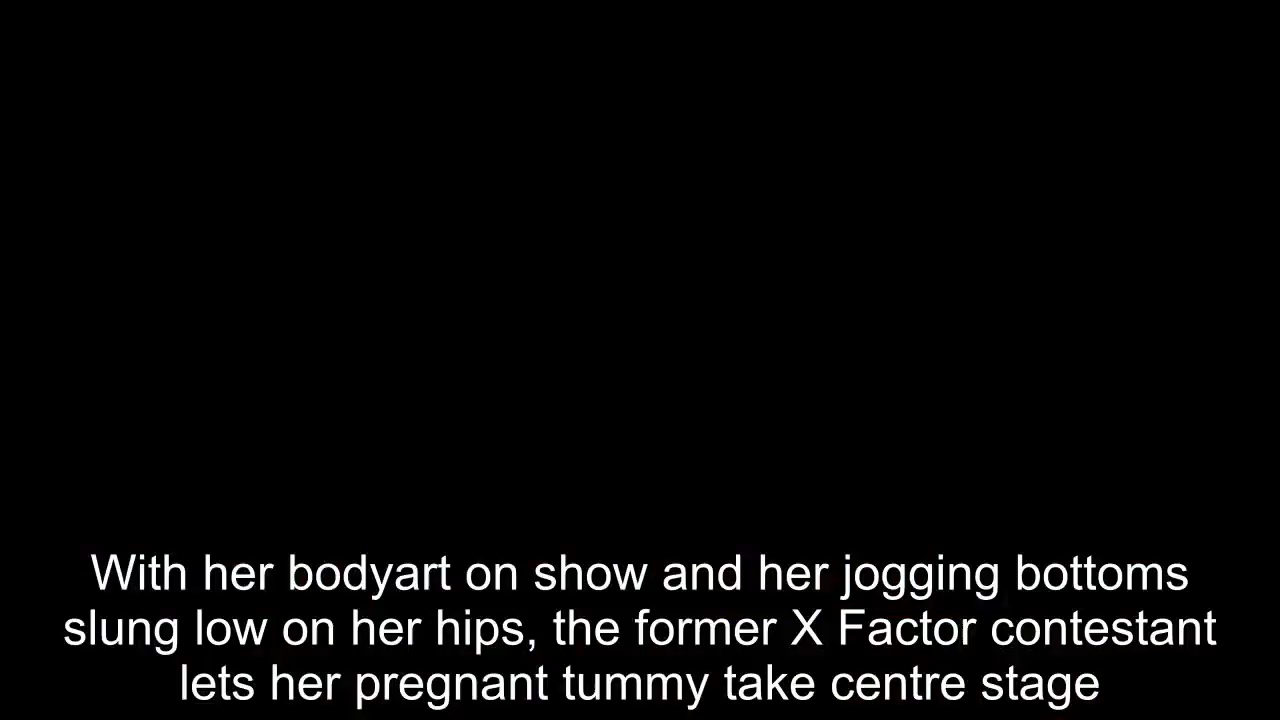 With her bodyart on show and her jogging bottoms
slung low on her hips, the former X Factor contestant
lets her pregnant tummy take centre stage